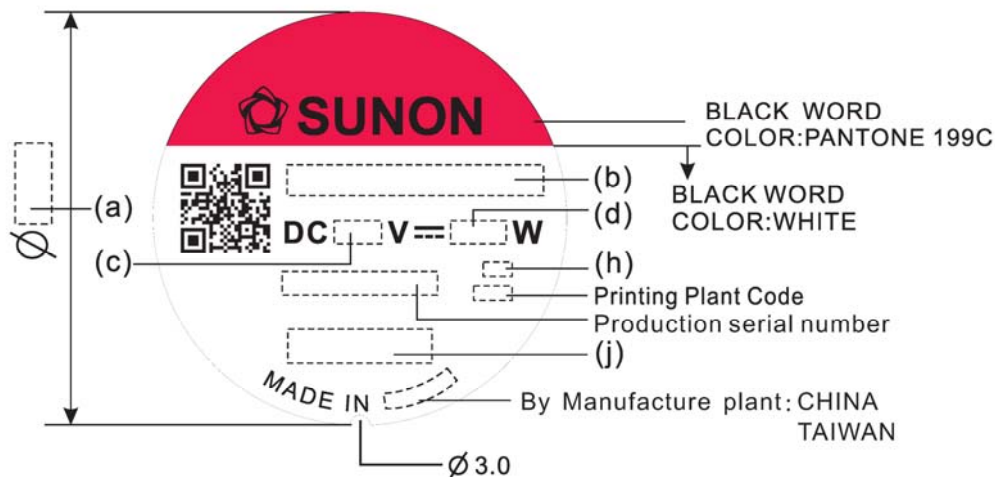 SUNON
BLACK WORD
COLOR:PANTONE 199C
(b)
BLACK WORD
COLOR:WHITE
(a)
(d)
DC V W
Ø
(c)
(h)
Printing Plant Code
Production serial number
(j)
MADE IN
By Manufacture plant: CHINA
TAIWAN
Ø 3.0